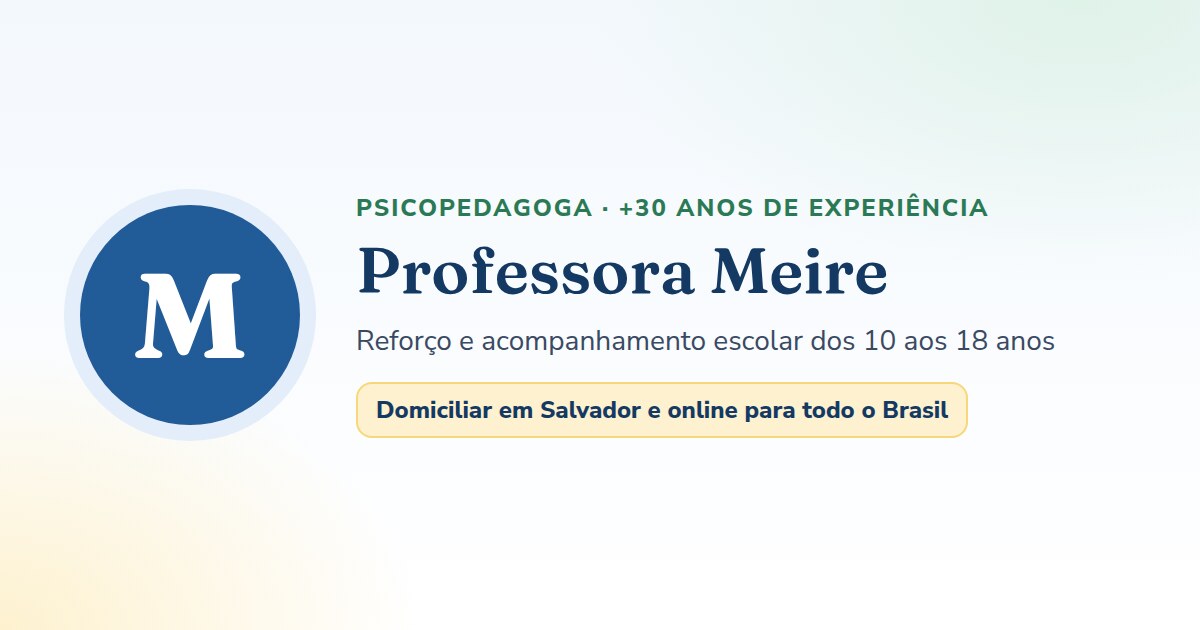 M
PSICOPEDAGOGA · +30 ANOS DE EXPERIÊNCIA
Professora Meire
Reforço e acompanhamento escolar dos 10 aos 18 anos
Domiciliar em Salvador e online para todo o Brasil